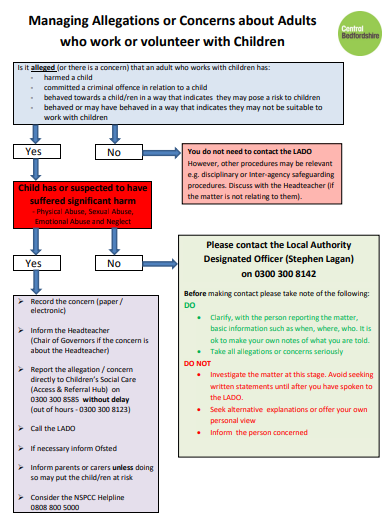 Managing Allegations or Concerns about Adults
who work or volunteer with Children
Central
Bedfordshire
Is it alleged (or there is a concern) that an adult who works with children has:
- harmed a child
- committed a criminal offence in relation to a child
- behaved towards a child/ren in a way that indicates they may pose a risk to children
- behaved or may have behaved in a way that indicates they may not be suitable to
work with children
Yes
No
You do not need to contact the LADO
However, other procedures may be relevant
e.g. disciplinary or Inter-agency safeguarding
procedures. Discuss with the Headteacher (if
the matter is not relating to them).
Child has or suspected to have
suffered significant harm
- Physical Abuse, Sexual Abuse,
Emotional Abuse and Neglect
Yes
No
Please contact the Local Authority
Designated Officer (Stephen Lagan)
on 0300 300 8142
Before making contact please take note of the following:
DO
• Clarify, with the person reporting the matter,
basic information such as when, where, who. It is
ok to make your own notes of what you are told.
• Take all allegations or concerns seriously
DO NOT
• Investigate the matter at this stage. Avoid seeking
written statements until after you have spoken to
the LADO.
• Seek alternative explanations or offer your own
personal view
• Inform the person concerned
➢ Record the concern (paper /
electronic)
➢ Inform the Headteacher
(Chair of Governors if the concern is
about the Headteacher)
➢ Report the allegation / concern
directly to Children's Social Care
(Access & Referral Hub) on
0300 300 8585 without delay
(out of hours - 0300 300 8123)
➢ Call the LADO
➢ If necessary inform Ofsted
➢ Inform parents or carers unless doing
so may put the child/ren at risk
➢ Consider the NSPCC Helpline
0808 800 5000